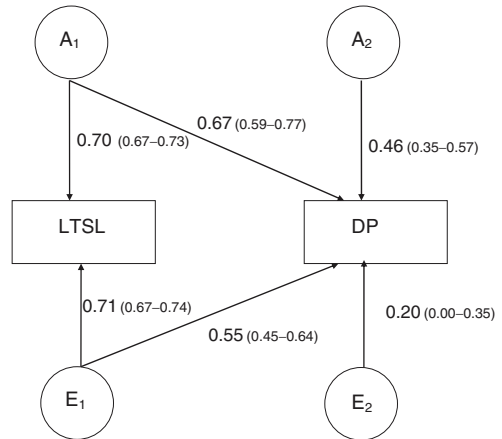 A₁
A₂
0.67 (0.59–0.77)
0.70 (0.67–0.73)
0.46 (0.35–0.57)
LTSL
DP
0.71 (0.67–0.74)
0.20 (0.00–0.35)
0.55 (0.45–0.64)
E₁
E₂